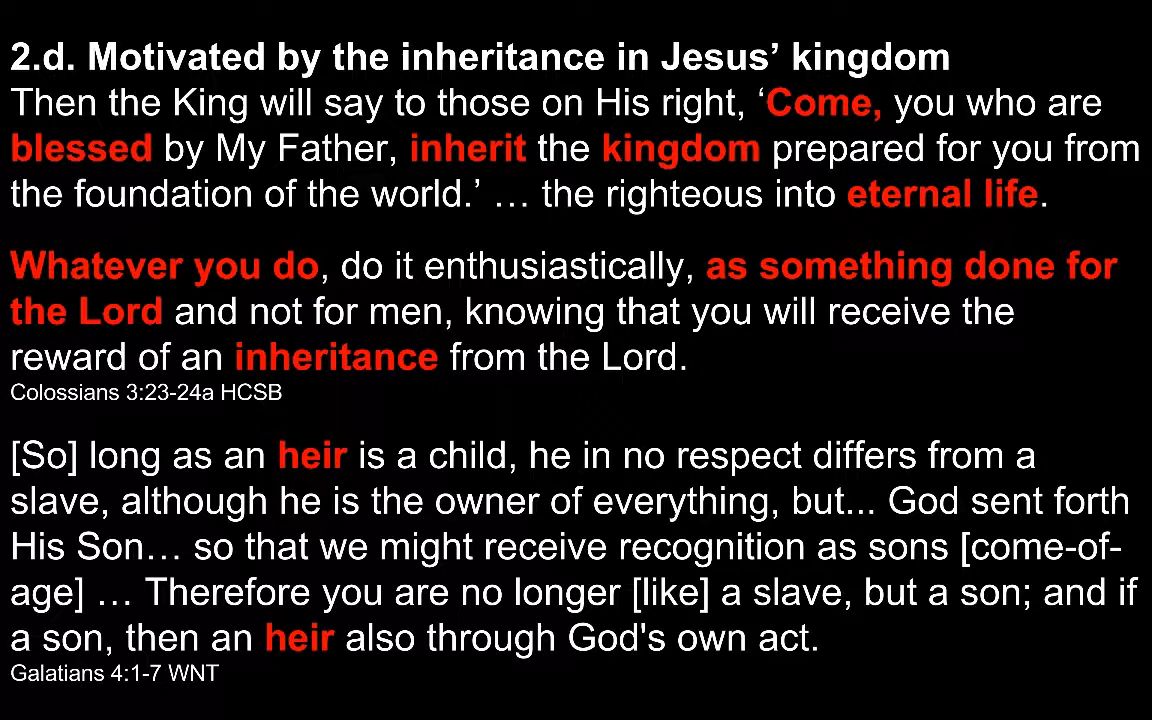 2.d. Motivated by the inheritance in Jesus’ kingdom
Then the King will say to those on His right, ‘Come, you who are
blessed by My Father, inherit the kingdom prepared for you from
the foundation of the world.’ … the righteous into eternal life.
Whatever you do, do it enthusiastically, as something done for
the Lord and not for men, knowing that you will receive the
reward of an inheritance from the Lord.
Colossians 3:23-24a HCSB
[So] long as an heir is a child, he in no respect differs from a
slave, although he is the owner of everything, but... God sent forth
His Son… so that we might receive recognition as sons [come-of-
age] … Therefore you are no longer [like] a slave, but a son; and if
a son, then an heir also through God's own act.
Galatians 4:1-7 WNT